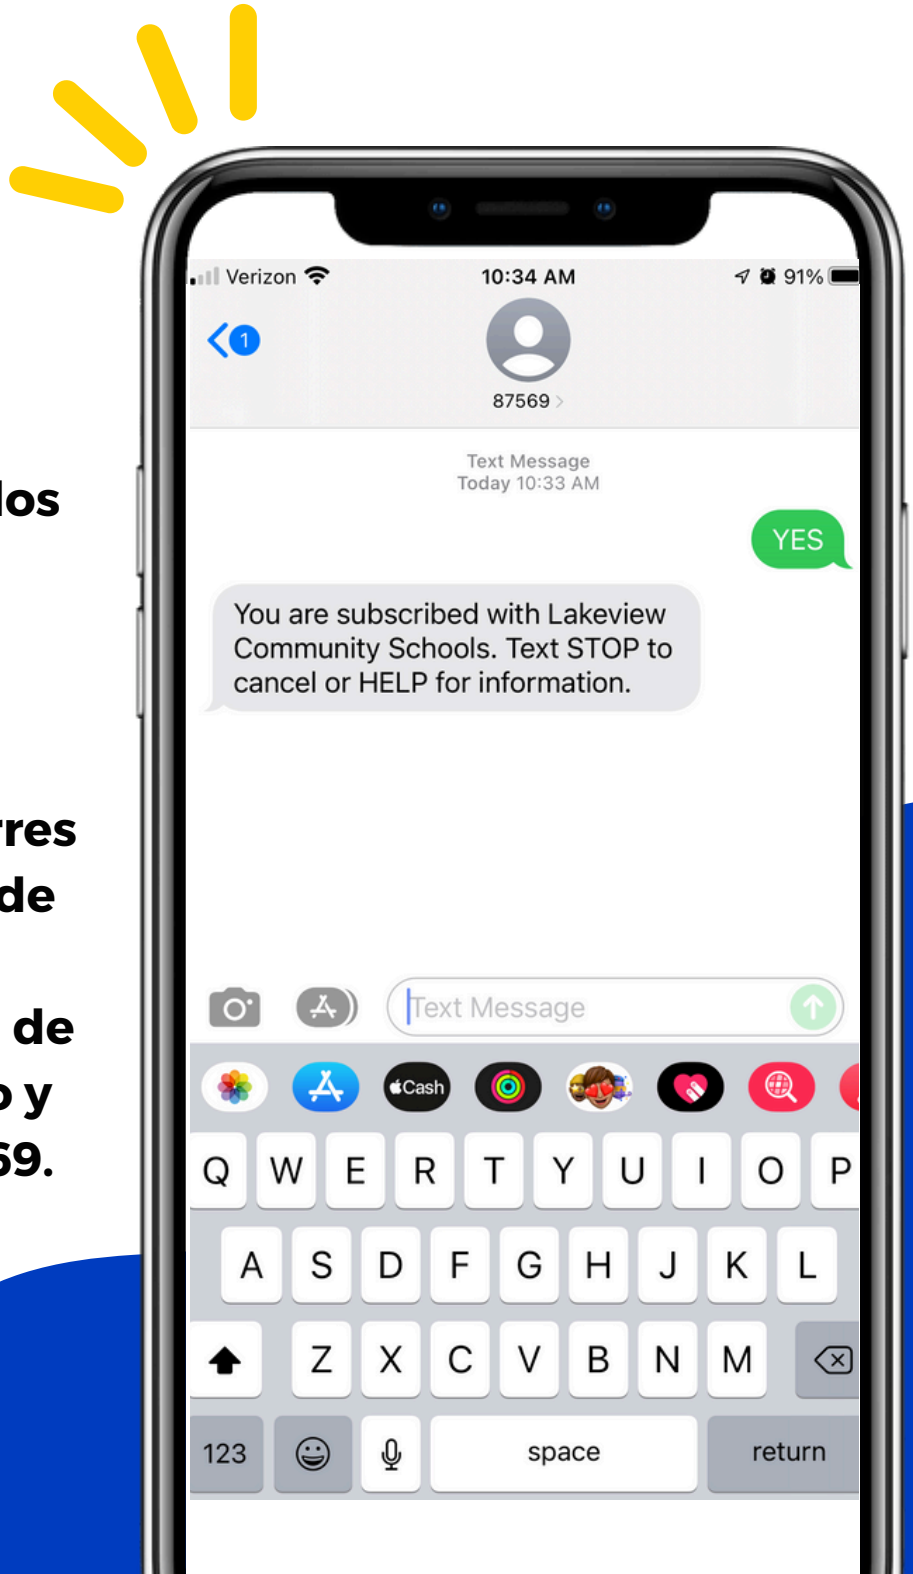 los
rres
de
de
o y
69.
Verizon 10:34 AM 91%
1
87569 >
Text Message
Today 10:33 AM
YES
You are subscribed with Lakeview
Community Schools. Text STOP to
cancel or HELP for information.
Text Message
Cash
Q W E R T Y U I O P
A S D F G H J K L
Z X C V B N M
123 space return